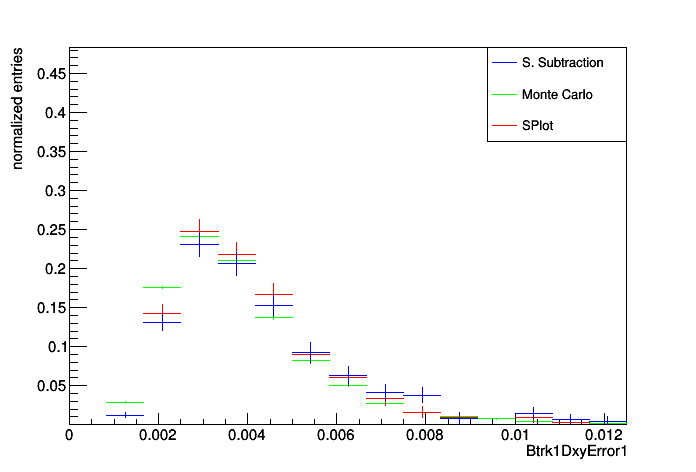 normalized entries
0.45
0.4
0.35
0.3
0.25
0.2
0.15
0.1
0.05
S. Subtraction
Monte Carlo
SPlot
0 0.002 0.004 0.006 0.008 0.01 0.012
Btrk1DxyError1